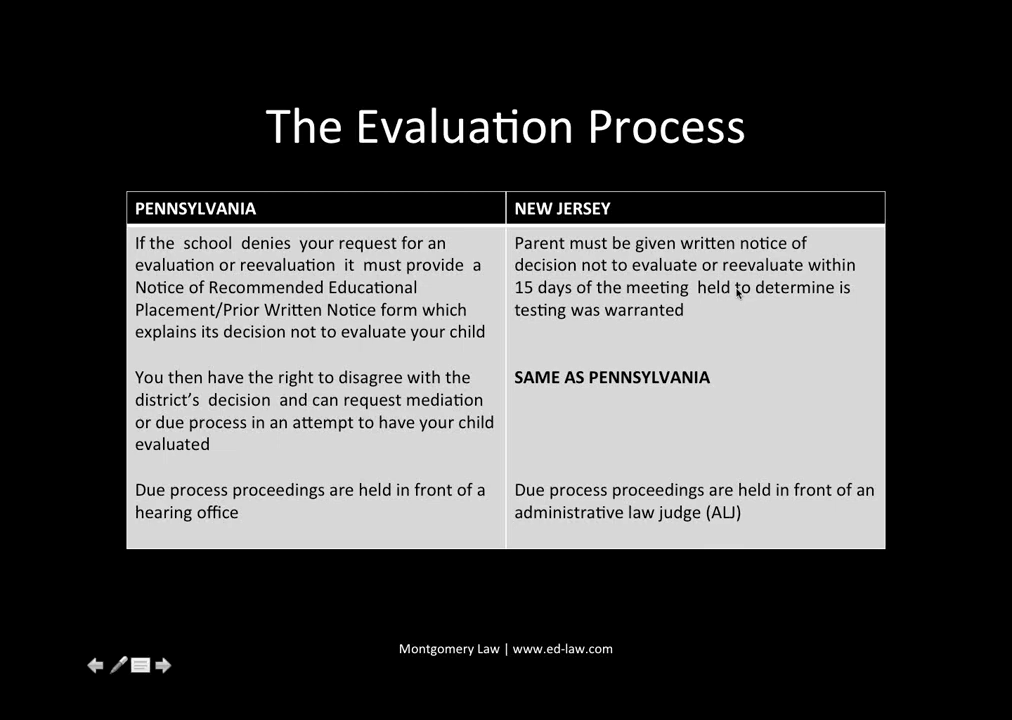 The Evaluation Process
PENNSYLVANIA
If the school denies your request for an
evaluation or reevaluation it must provide a
Notice of Recommended Educational
Placement/Prior Written Notice form which
explains its decision not to evaluate your child
You then have the right to disagree with the
district's decision and can request mediation
or due process in an attempt to have your child
evaluated
Due process proceedings are held in front of a
hearing office
NEW JERSEY
Parent must be given written notice of
decision not to evaluate or reevaluate within
15 days of the meeting held to determine is
testing was warranted
SAME AS PENNSYLVANIA
Due process proceedings are held in front of an
administrative law judge (ALJ)
Montgomery Law | www.ed-law.com